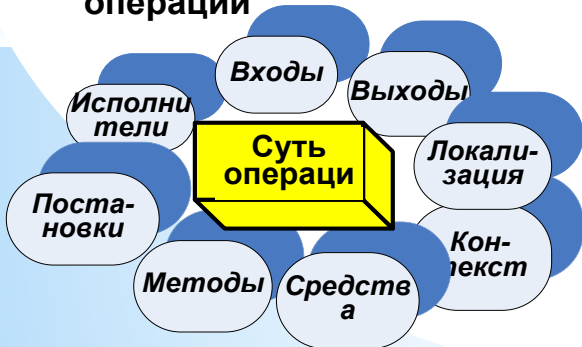 операции
Входы
Выходы
Исполни
тели
Суть
операци
Локали-
зация
Поста-
новки
Кон-
текст
Методы
Средств
а